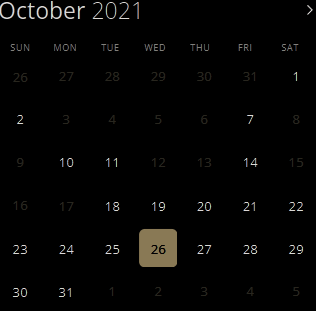 October 2021
SUN MON TUE WED THU FRI SAT
26 27 28 29 30 31 1
2 3 4 5 6 7 8
9 10 11 12 13 14 15
16 17 18 19 20 21 22
23 24 25 26 27 28 29
30 31 1 2 3 4 5